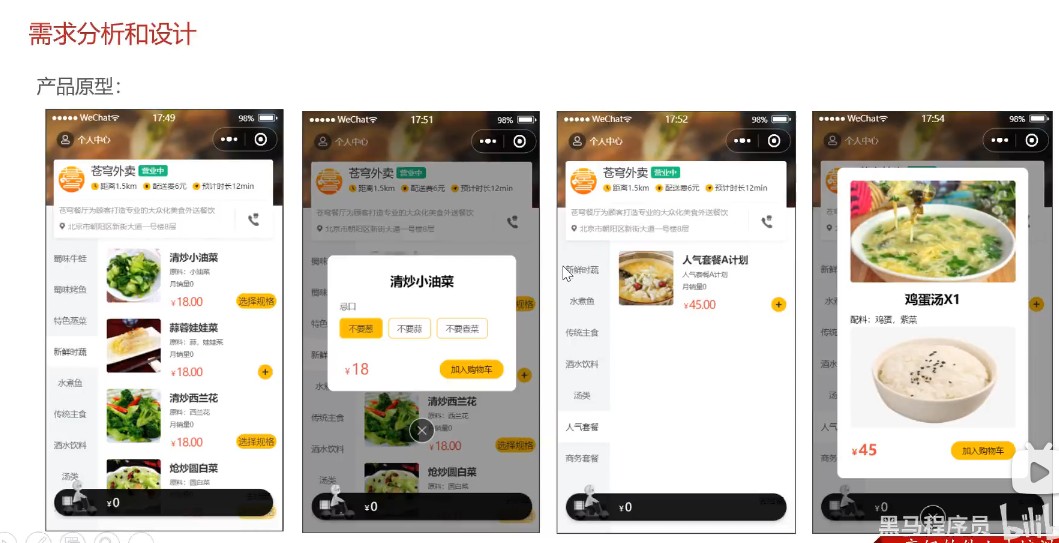 需求分析和设计
产品原型：
WeChat 17:49 98%
个人中心
苍穹外卖 营业中
距离1.5km 配送费6元 预计时长12min
苍穹餐厅为顾客打造专业的大众化美食外送餐饮
北京市朝阳区新街大道一号楼8层
蜀味牛蛙
蜀味烤鱼
特色蒸菜
新鲜时蔬
水煮鱼
传统主食
酒水饮料
汤类
清炒小油菜
原料：小油菜
月销量0
¥18.00 选择规格
蒜蓉娃娃菜
原料：蒜，娃娃菜
月销量0
¥18.00 +
清炒西兰花
原料：西兰花
月销量0
¥18.00 选择规格
炝炒圆白菜
原料：圆白菜
¥0
WeChat 17:51 98%
个人中心
苍穹外卖 营业中
距离1.5km 配送费6元 预计时长12min
苍穹餐厅为顾客打造专业的大众化美食外送餐饮
北京市朝阳区新街大道一号楼8层
清炒小油菜
忌口
不要葱 不要蒜 不要香菜
¥18 加入购物车
传统主食
酒水饮料
汤类
清炒西兰花
原料：西兰花
月销量0
¥18.00 选择规格
炝炒圆白菜
原料：圆白菜
¥0
WeChat 17:52 98%
个人中心
苍穹外卖 营业中
距离1.5km 配送费6元 预计时长12min
苍穹餐厅为顾客打造专业的大众化美食外送餐饮
北京市朝阳区新街大道一号楼8层
新鲜时蔬
水煮鱼
传统主食
酒水饮料
汤类
人气套餐
商务套餐
人气套餐A计划
人气套餐A计划
月销量0
¥45.00 +
¥0
WeChat 17:54 98%
个人中心
鸡蛋汤X1
配料：鸡蛋，紫菜
¥45 加入购物车
¥0
黑马程序员 bili